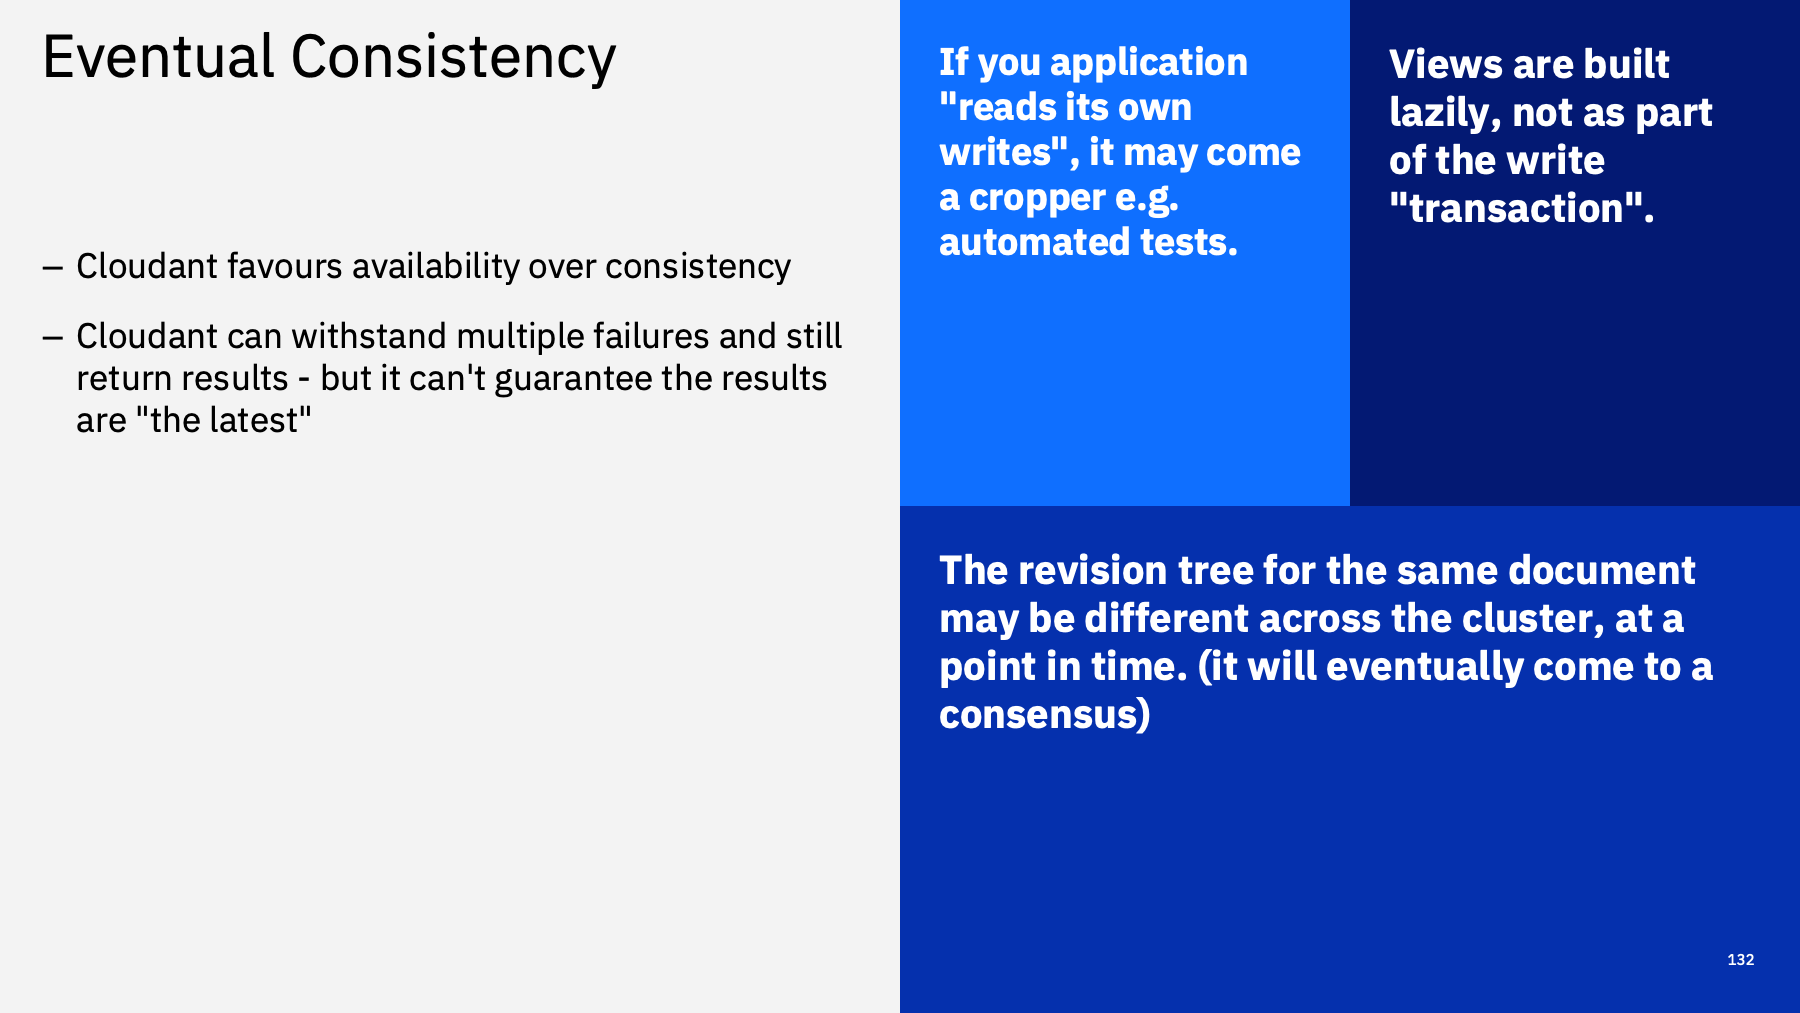 Eventual Consistency
– Cloudant favours availability over consistency
– Cloudant can withstand multiple failures and still
return results - but it can't guarantee the results
are "the latest"
If you application
"reads its own
writes", it may come
a cropper e.g.
automated tests.
Views are built
lazily, not as part
of the write
"transaction".
The revision tree for the same document
may be different across the cluster, at a
point in time. (it will eventually come to a
consensus)
132